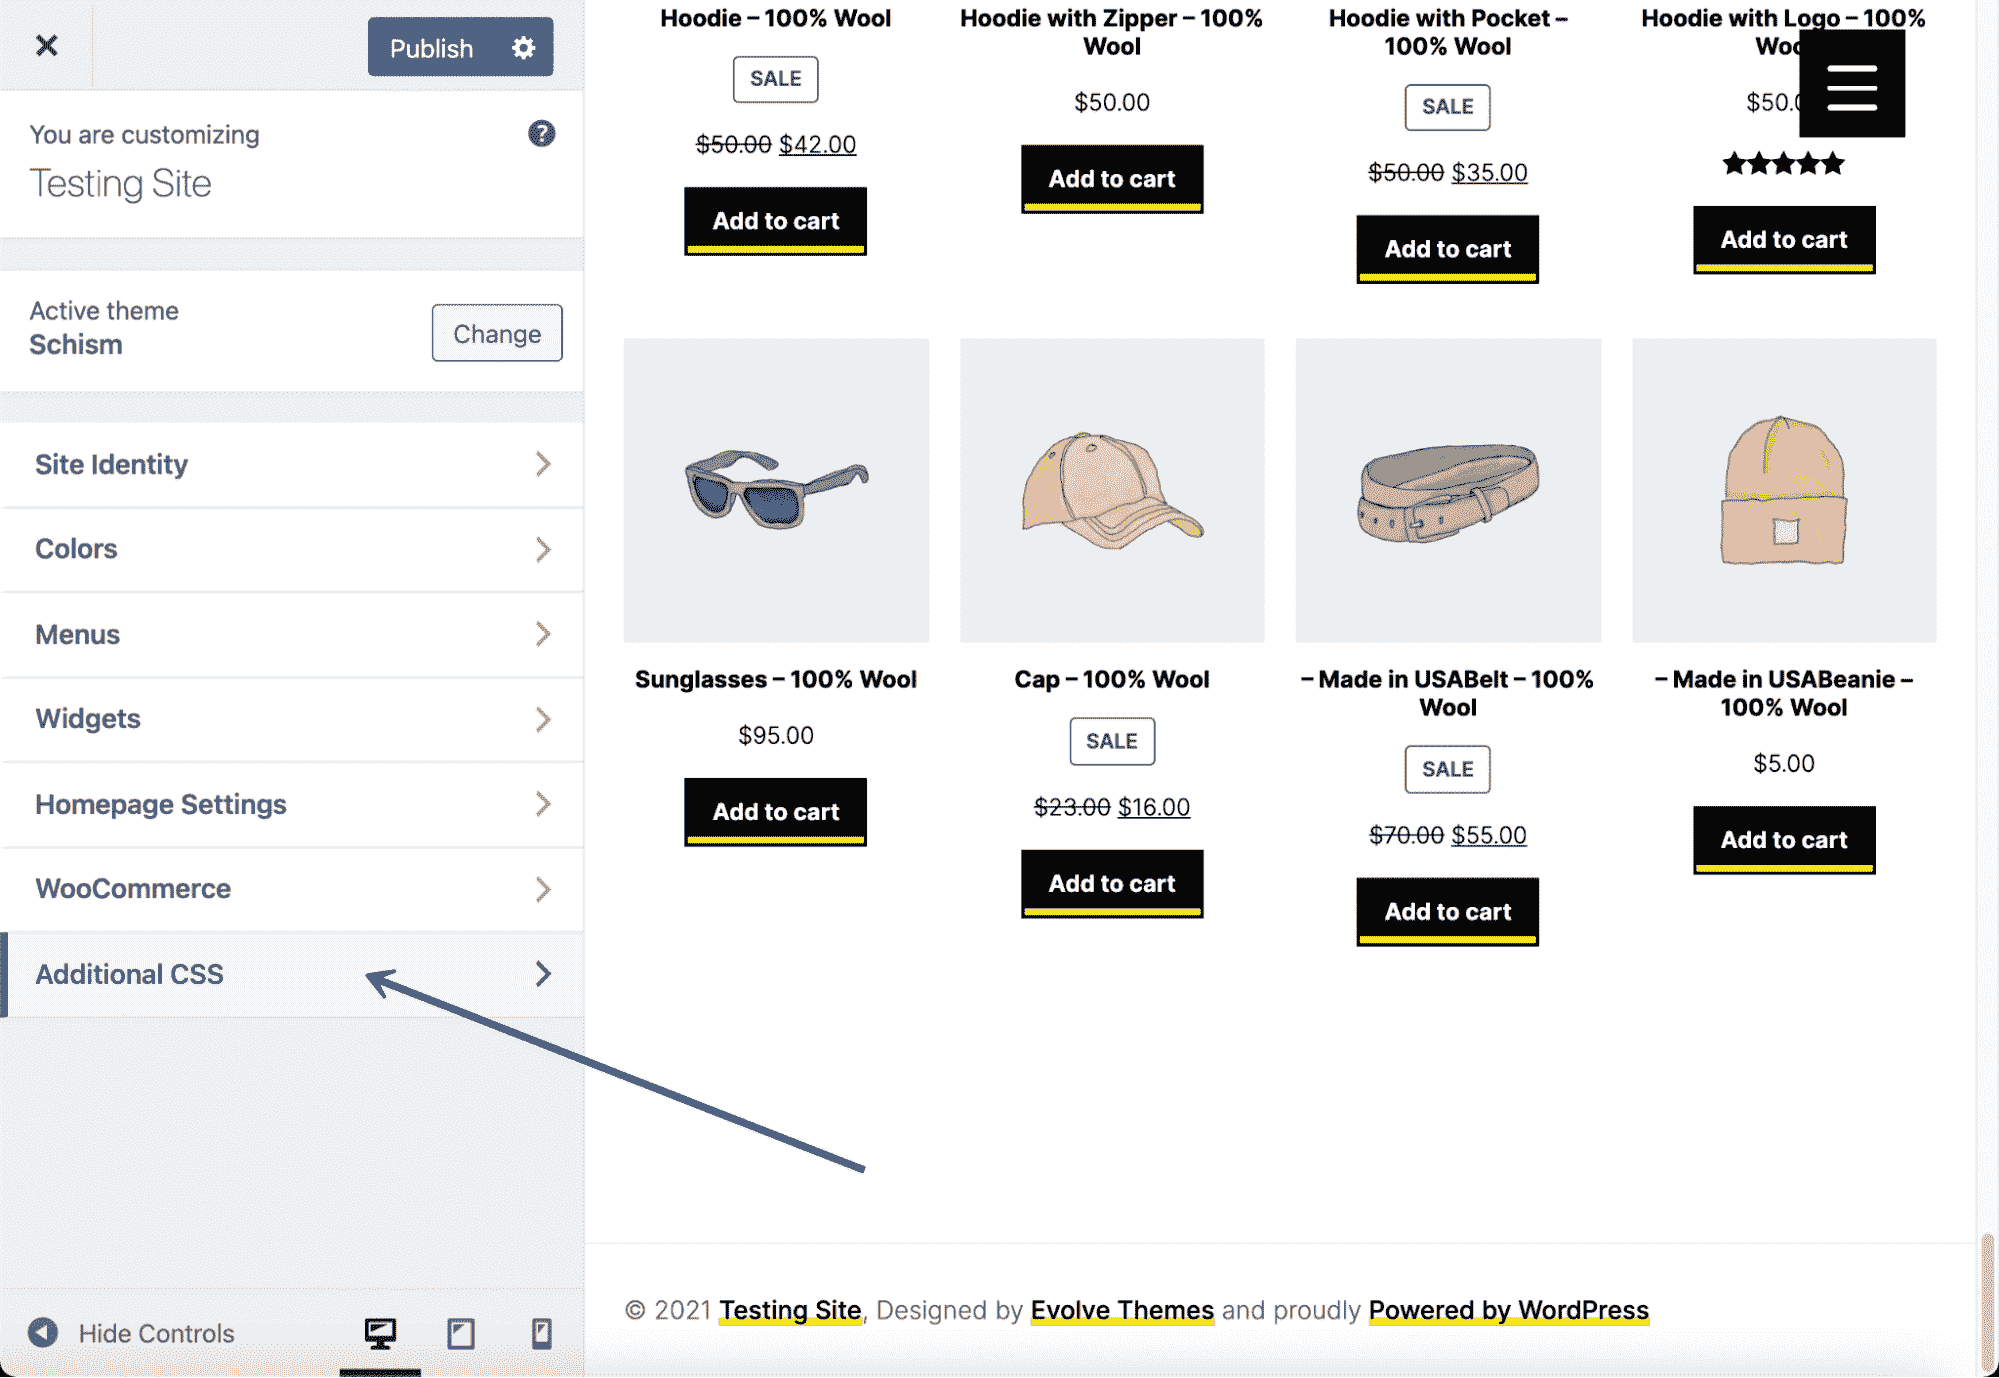 Publish
You are customizing
Testing Site
Active theme
Schism
Change
Site Identity
Colors
Menus
Widgets
Homepage Settings
WooCommerce
Additional CSS
Hide Controls
Hoodie – 100% Wool
SALE
$50.00 $42.00
Add to cart
Hoodie with Zipper – 100%
Wool
$50.00
Add to cart
Hoodie with Pocket –
100% Wool
SALE
$50.00 $35.00
Add to cart
Hoodie with Logo – 100%
Add to cart
Sunglasses – 100% Wool
$95.00
Add to cart
Cap – 100% Wool
SALE
$23.00 $16.00
Add to cart
– Made in USABelt – 100%
Wool
SALE
$70.00 $55.00
Add to cart
– Made in USABeanie –
100% Wool
$5.00
Add to cart
© 2021 Testing Site, Designed by Evolve Themes and proudly Powered by WordPress